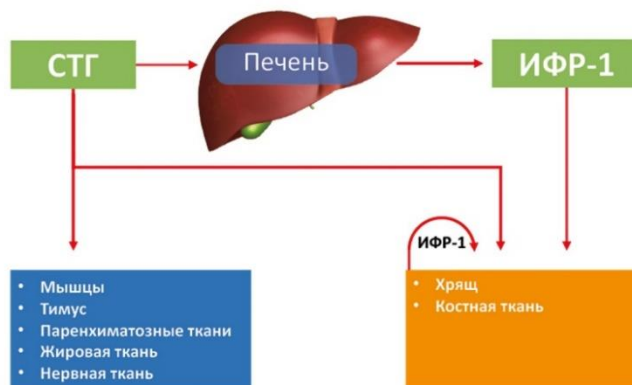 СТГ
Печень
ИФР-1
ИФР-1
• Мышцы
• Тимус
• Паренхиматозные ткани
• Жировая ткань
• Нервная ткань
• Хрящ
• Костная ткань